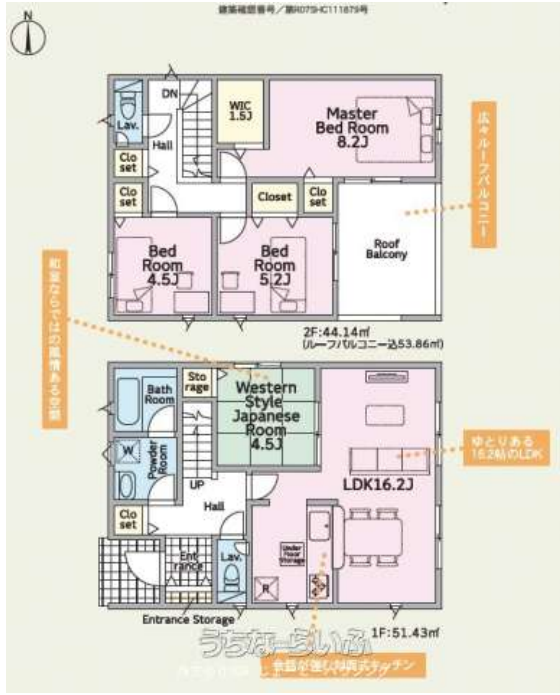 建築確認番号／第R07SHC111879号
N
DN
Lav.
Hall
WIC
1.5J
Master
Bed Room
8.2J
Clo
set
Clo
set
Closet
Clo
set
Bed
Room
4.5J
Bed
Room
5.2J
Roof
Balcony
広々ルーフバルコニー
2F:44.14㎡
(ルーフバルコニー込53.86㎡)
和室ならではの風情ある空間
Bath
Room
Sto
rage
Western
Style
Japanese
Room
4.5J
W
Powder
Room
UP
Hall
Clo
set
LDK16.2J
ゆとりある
16.2帖のLDK
Under
Floor
Storage
R
Ent
rance
Lav.
Entrance Storage
1F:51.43㎡
うちなーらいふ